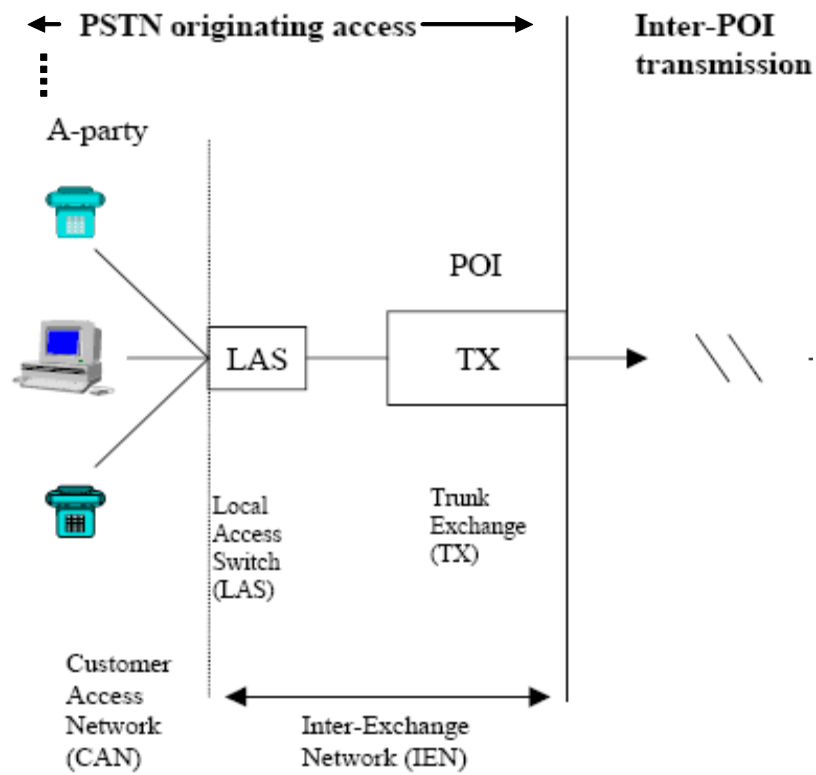 PSTN originating access
Inter-POI
transmission
A-party
POI
LAS
TX
Local
Access
Switch
(LAS)
Trunk
Exchange
(TX)
Customer
Access
Network
(CAN)
Inter-Exchange
Network (IEN)